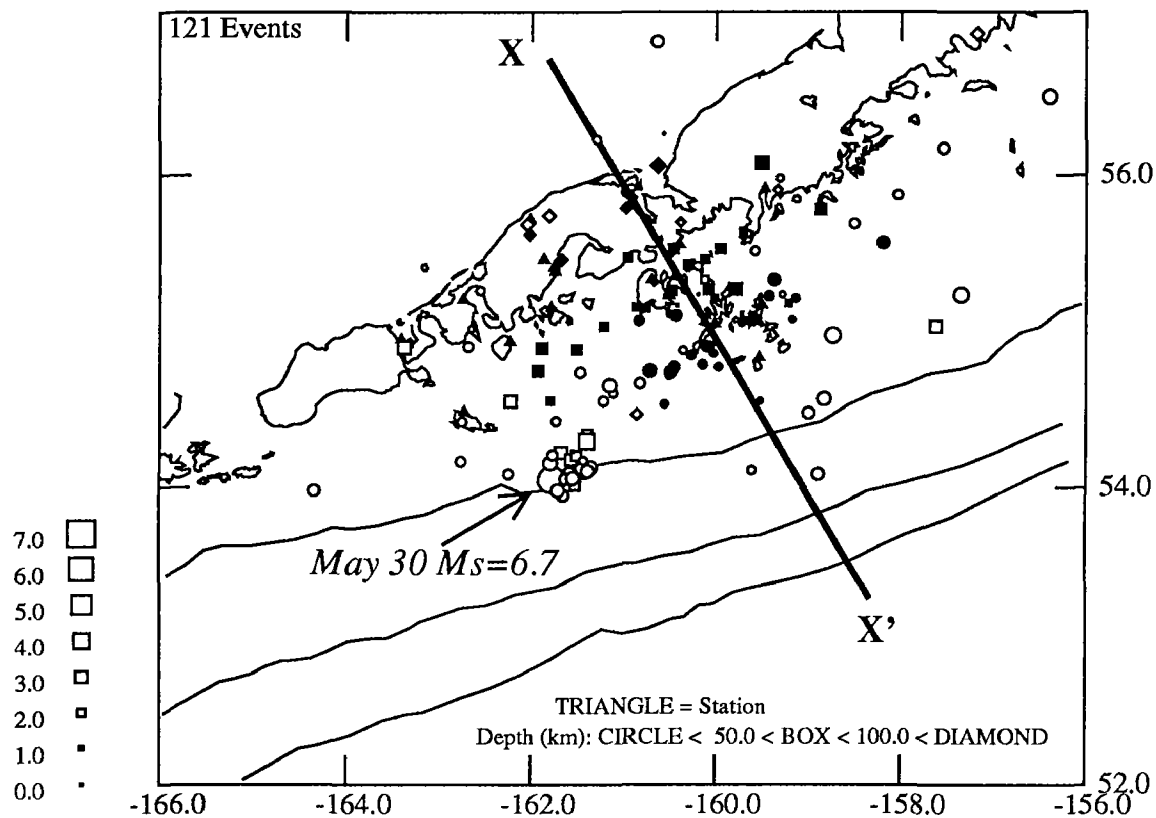 121 Events
X
56.0
54.0
7.0
6.0
May 30 Ms=6.7
5.0
4.0
X'
3.0
TRIANGLE = Station
2.0
Depth (km): CIRCLE < 50.0 < BOX < 100.0 < DIAMOND
1.0
0.0
52.0
-166.0 -164.0 -162.0 -160.0 -158.0 -156.0